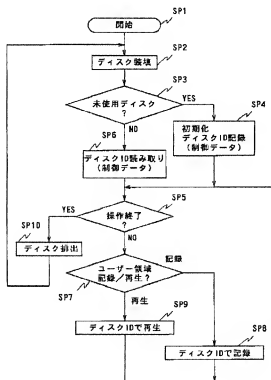 SP1
開始
SP2
ディスク装填
SP3
未使用ディスク
?
YES
SP4
NO
SP6
初期化
ディスクID記録
(制御データ)
ディスクID読み取り
(制御データ)
SP5
YES
操作終了
?
SP10
ディスク排出
NO
ユーザー領域
記録/再生?
記録
SP7
再生
SP9
ディスクIDで再生
SP8
ディスクIDで記録